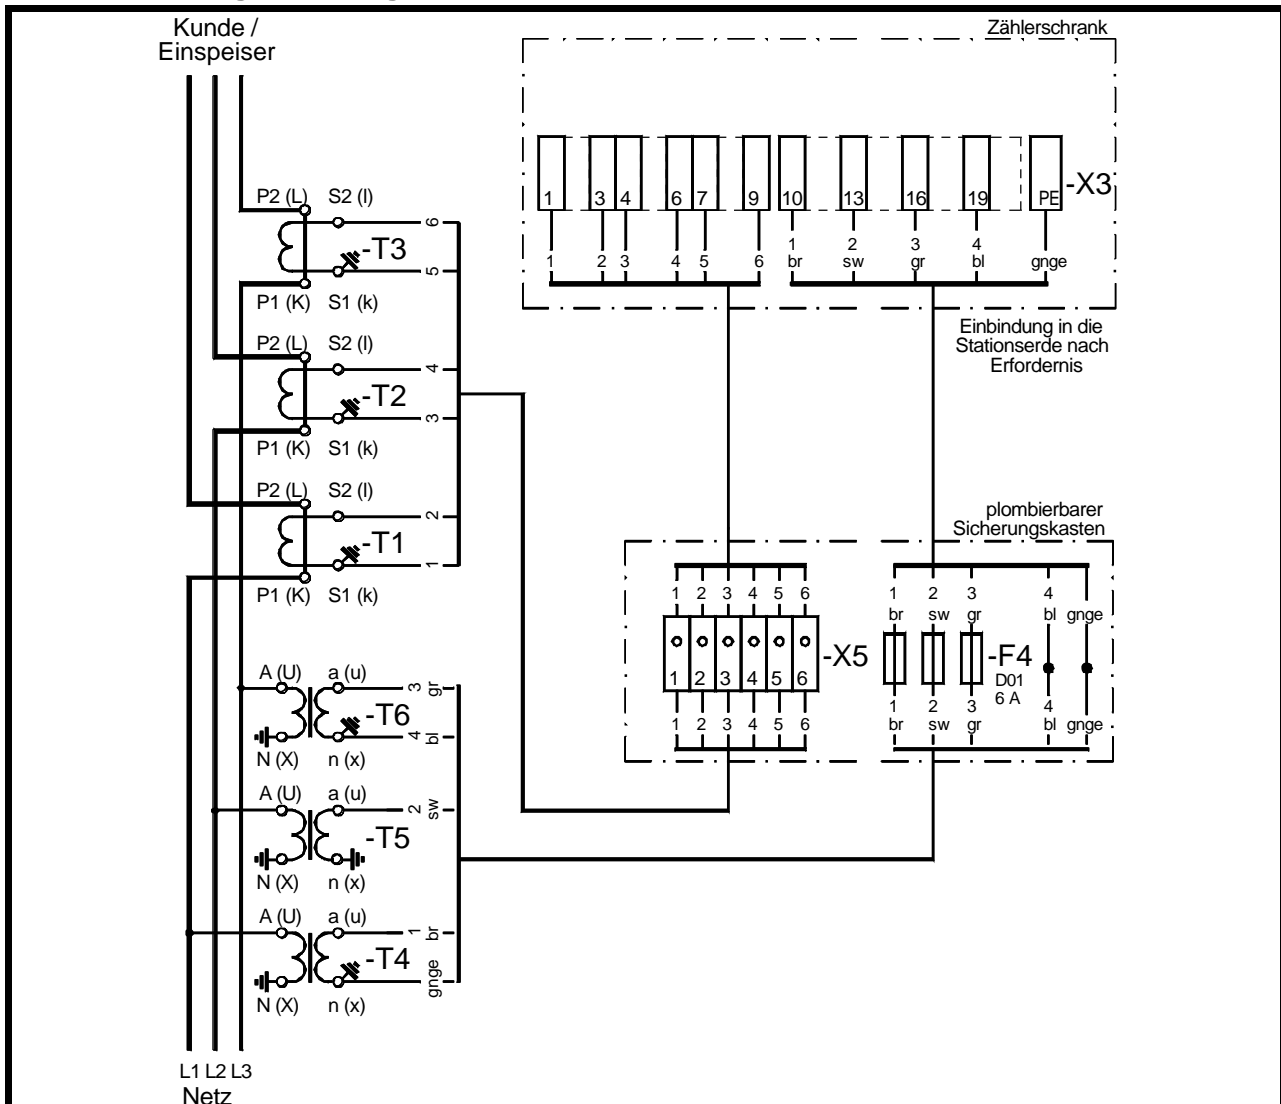 Kunde /
Einspeiser
Zählerschrank
1 3 4 6 7 9 10 13 16 19 PE -X3
1 2 3 4
1 2 3 4 5 6 br sw gr bl gnge
Einbindung in die
Stationserde nach
Erfordernis
P2 (L) S2 (l)
6
-T3
5
P1 (K) S1 (k)
P2 (L) S2 (l)
4
-T2
3
P1 (K) S1 (k)
P2 (L) S2 (l)
2
-T1
1
P1 (K) S1 (k)
plombierbarer
Sicherungskasten
1 2 3 4 5 6
1 2 3 4
br sw gr bl gnge
1 2 3 4 5 6 -X5
-F4
D01
6 A
1 2 3 4 5 6
1 2 3 4
br sw gr bl gnge
A (U) a (u)
3 gr
-T6
4 bl
N (X) n (x)
A (U) a (u)
2 sw
-T5
N (X) n (x)
A (U) a (u)
1 br
-T4
gnge
N (X) n (x)
L1 L2 L3
Netz